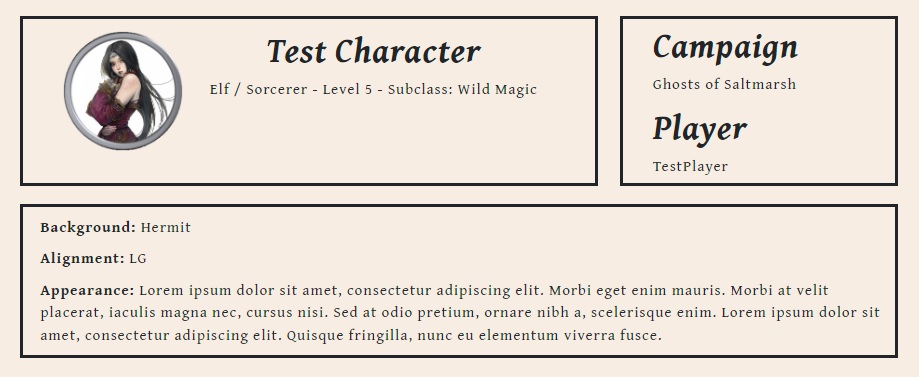 Test Character
Elf / Sorcerer - Level 5 - Subclass: Wild Magic
Campaign
Ghosts of Saltmarsh
Player
TestPlayer
Background: Hermit
Alignment: LG
Appearance: Lorem ipsum dolor sit amet, consectetur adipiscing elit. Morbi eget enim mauris. Morbi at velit
placerat, iaculis magna nec, cursus nisi. Sed at odio pretium, ornare nibh a, scelerisque enim. Lorem ipsum dolor sit
amet, consectetur adipiscing elit. Quisque fringilla, nunc eu elementum viverra fusce.